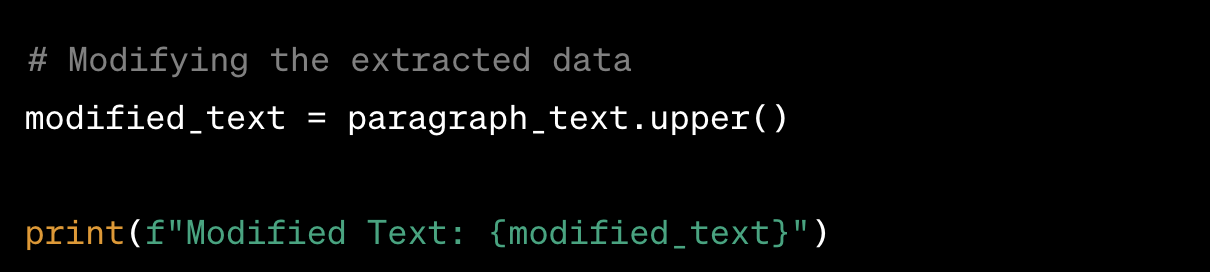 # Modifying the extracted data
modified_text = paragraph_text.upper()
print(f"Modified Text: {modified_text}")